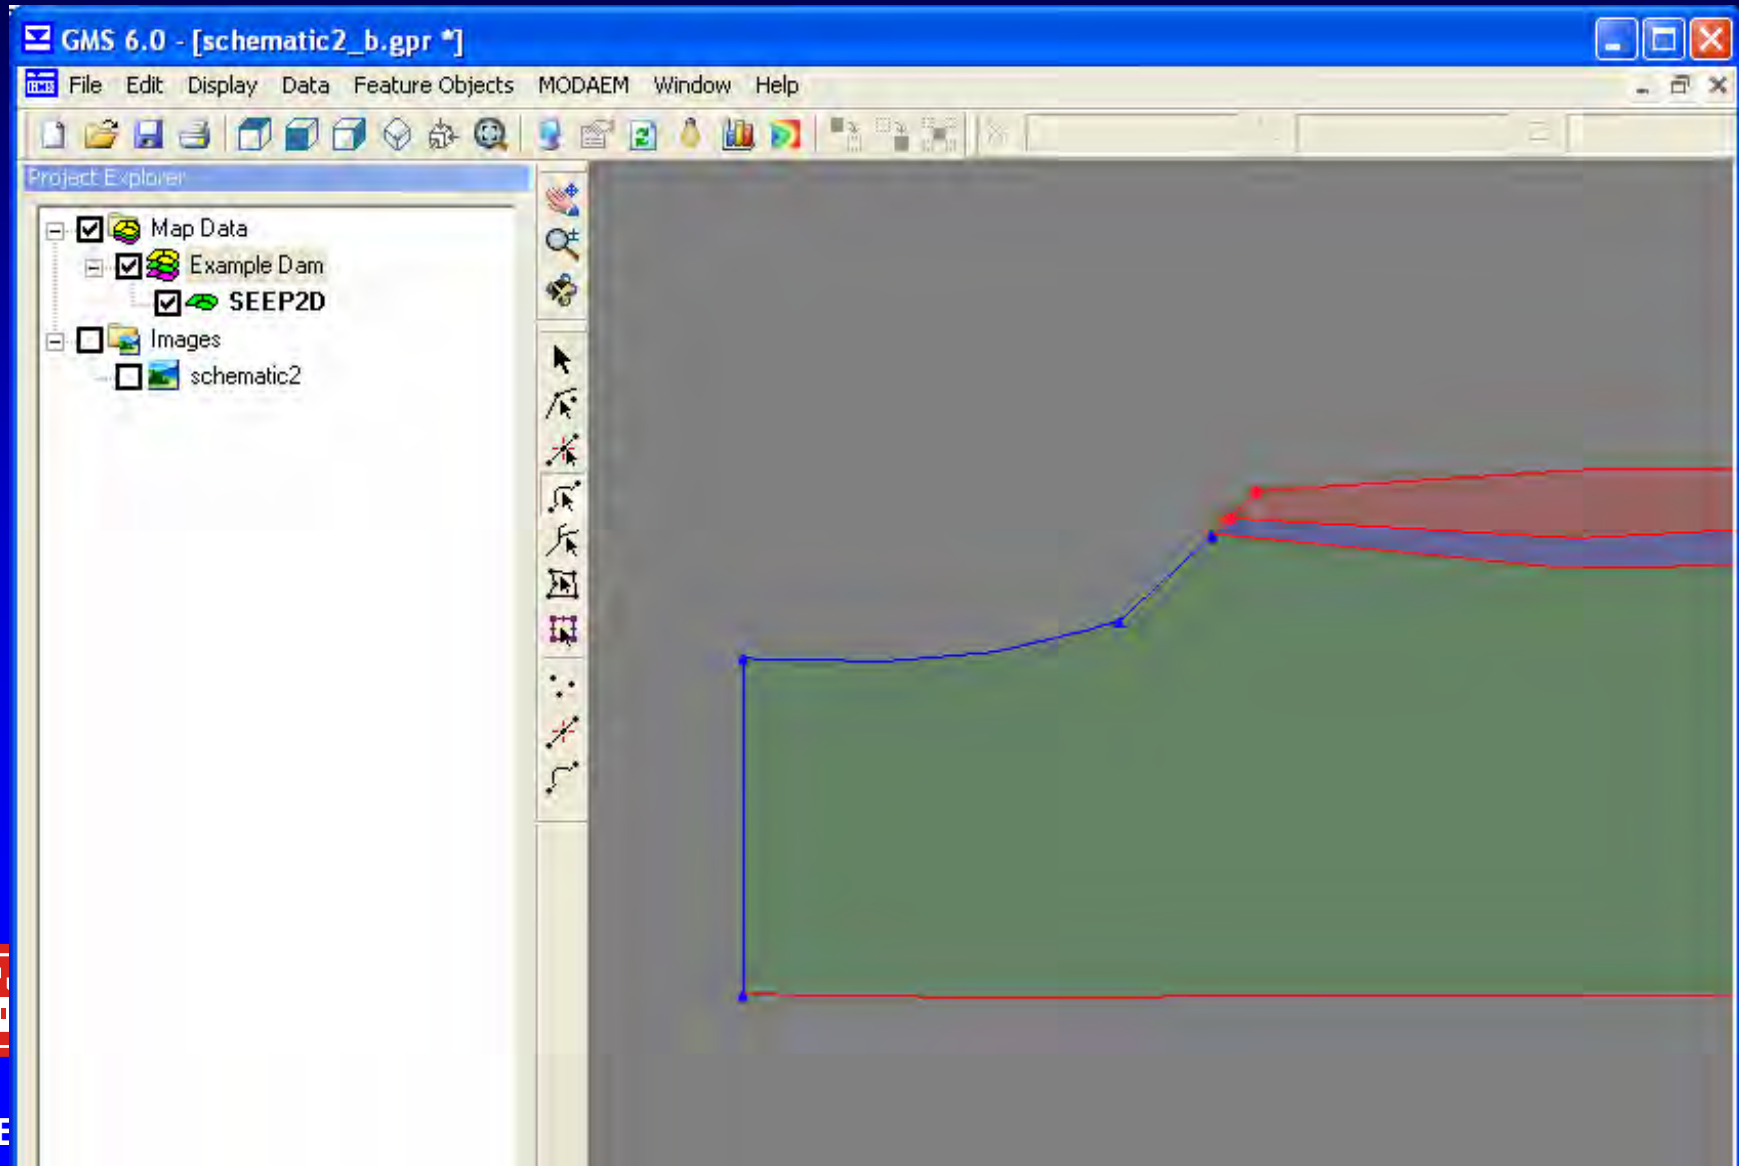 GMS 6.0 - [schematic2_b.gpr *]
File Edit Display Data Feature Objects MODAEM Window Help
Project Explorer
Map Data
Example Dam
SEEP2D
Images
schematic2
E